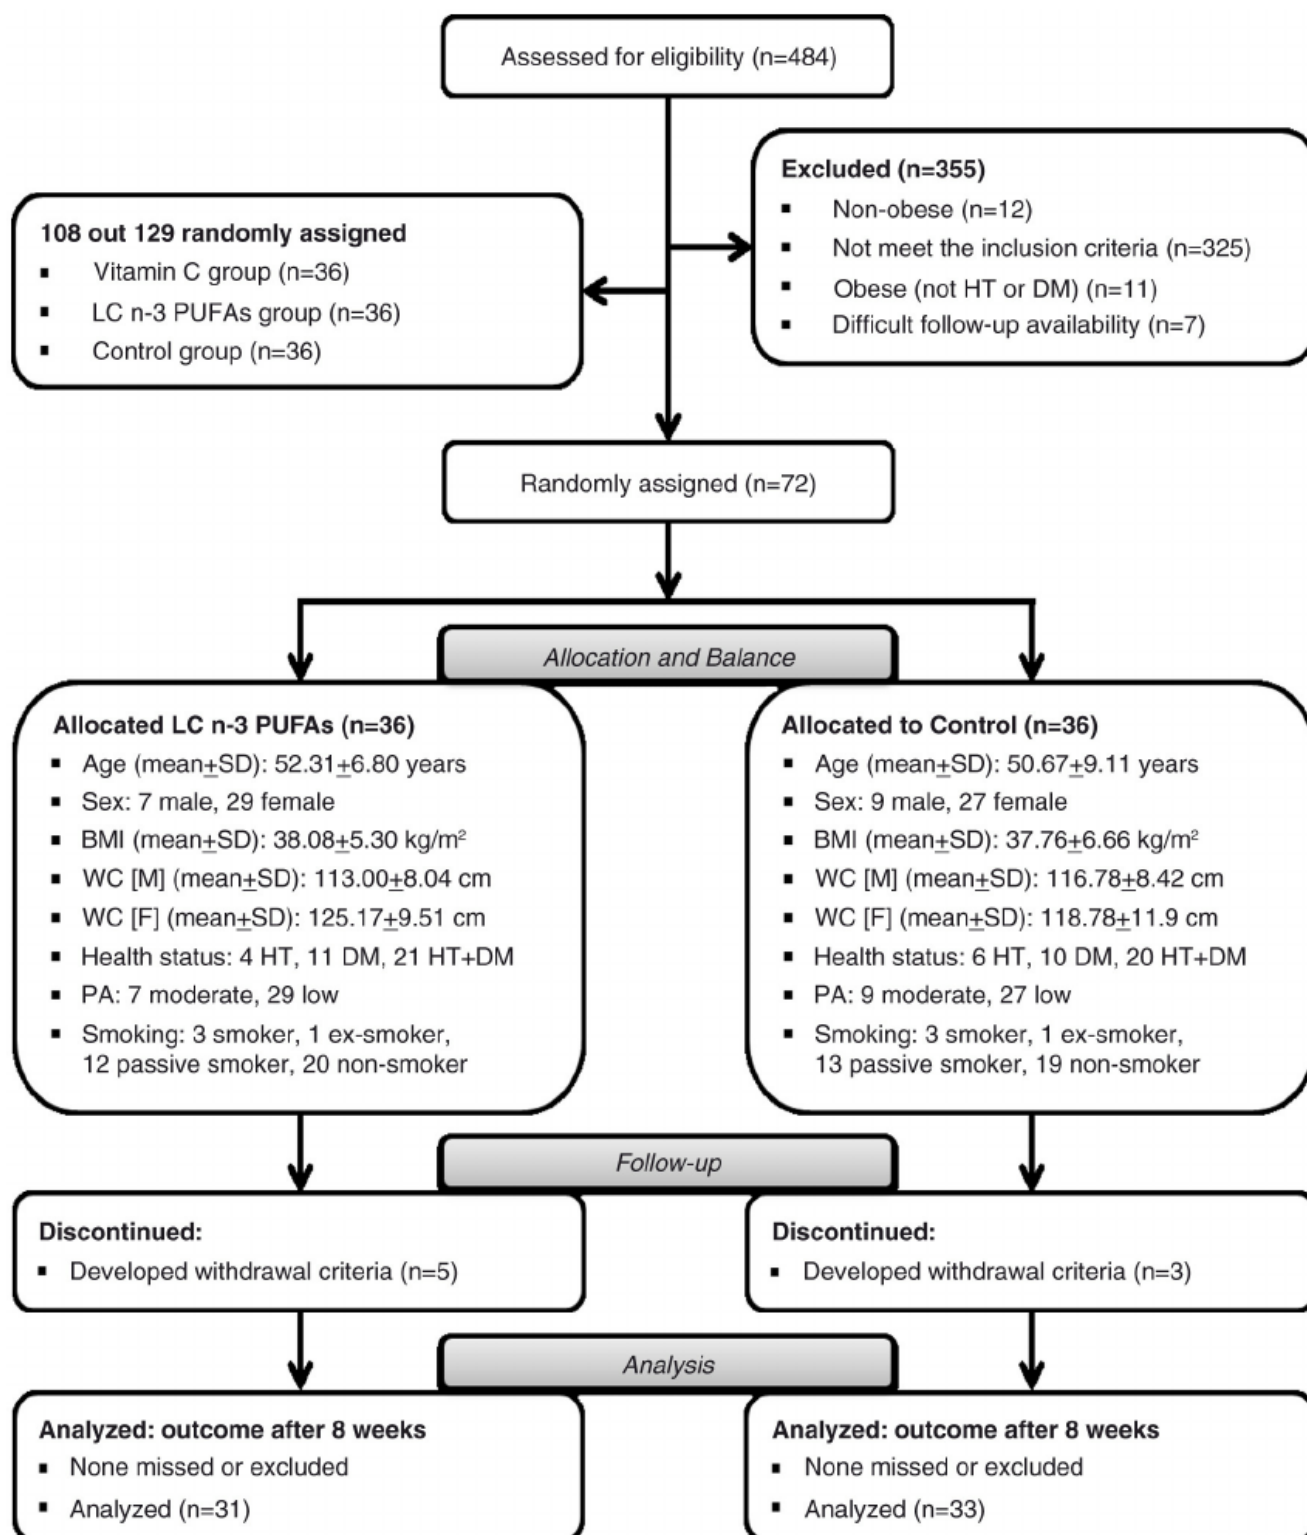 Assessed for eligibility (n=484)
Excluded (n=355)
▪ Non-obese (n=12)
▪ Not meet the inclusion criteria (n=325)
▪ Obese (not HT or DM) (n=11)
▪ Difficult follow-up availability (n=7)
108 out 129 randomly assigned
▪ Vitamin C group (n=36)
▪ LC n-3 PUFAs group (n=36)
▪ Control group (n=36)
Randomly assigned (n=72)
Allocation and Balance
Allocated LC n-3 PUFAs (n=36)
▪ Age (mean±SD): 52.31±6.80 years
▪ Sex: 7 male, 29 female
▪ BMI (mean±SD): 38.08±5.30 kg/m²
▪ WC [M] (mean±SD): 113.00±8.04 cm
▪ WC [F] (mean±SD): 125.17±9.51 cm
▪ Health status: 4 HT, 11 DM, 21 HT+DM
▪ PA: 7 moderate, 29 low
▪ Smoking: 3 smoker, 1 ex-smoker,
12 passive smoker, 20 non-smoker
Allocated to Control (n=36)
▪ Age (mean±SD): 50.67±9.11 years
▪ Sex: 9 male, 27 female
▪ BMI (mean±SD): 37.76±6.66 kg/m²
▪ WC [M] (mean±SD): 116.78±8.42 cm
▪ WC [F] (mean±SD): 118.78±11.9 cm
▪ Health status: 6 HT, 10 DM, 20 HT+DM
▪ PA: 9 moderate, 27 low
▪ Smoking: 3 smoker, 1 ex-smoker,
13 passive smoker, 19 non-smoker
Follow-up
Discontinued:
▪ Developed withdrawal criteria (n=5)
Discontinued:
▪ Developed withdrawal criteria (n=3)
Analysis
Analyzed: outcome after 8 weeks
▪ None missed or excluded
▪ Analyzed (n=31)
Analyzed: outcome after 8 weeks
▪ None missed or excluded
▪ Analyzed (n=33)